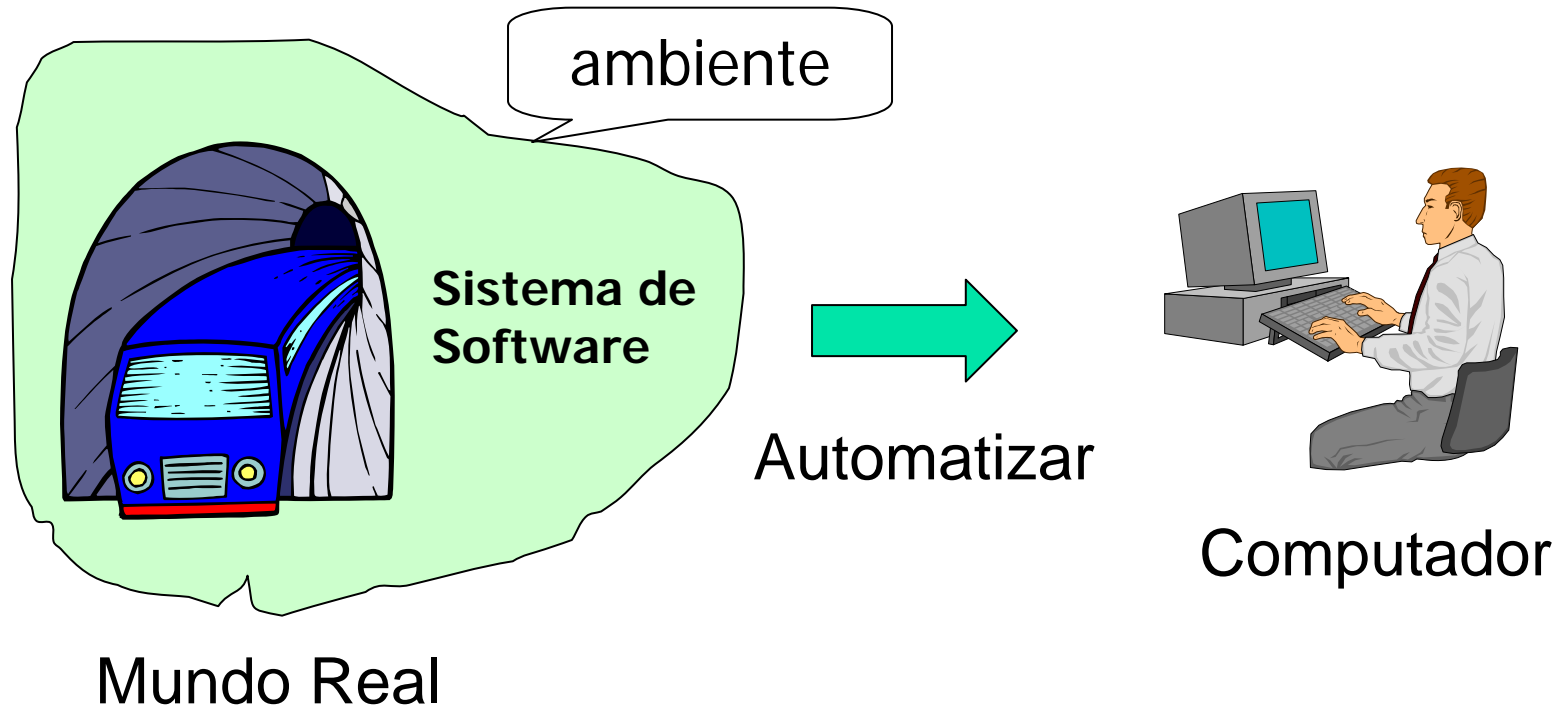 ambiente
Sistema de
Software
Automatizar
Computador
Mundo Real